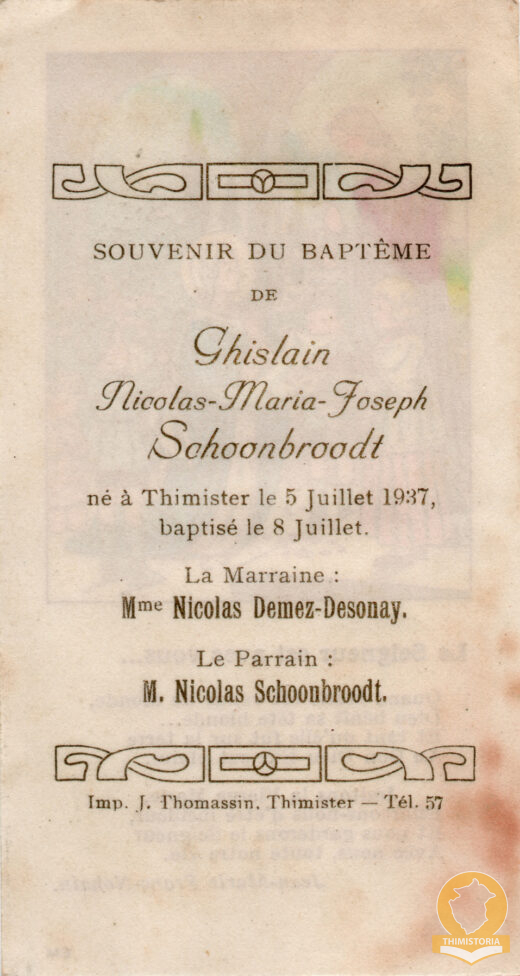 SOUVENIR DU BAPTÊME
DE
Ghislain
Nicolas-Maria-Joseph
Schoonbroodt
né à Thimister le 5 Juillet 1937,
baptisé le 8 Juillet.
La Marraine :
Mme Nicolas Demez-Desonay.
Le Parrain :
M. Nicolas Schoonbroodt.
Imp. J. Thomassin, Thimister — Tél. 57
THIMISTORIA